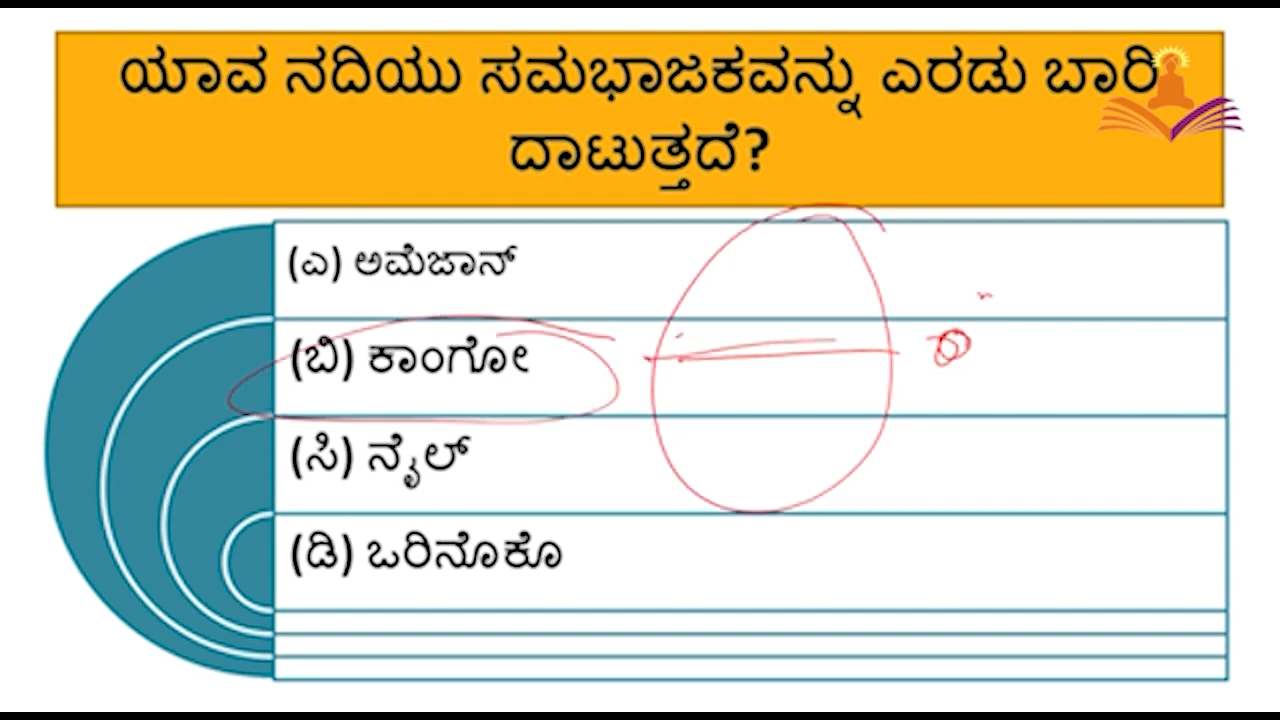 ಯಾವ ನದಿಯು ಸಮಭಾಜಕವನ್ನು ಎರಡು ಬಾರಿ
ದಾಟುತ್ತದೆ?
(ಎ) ಅಮೆಜಾನ್
(ಬಿ) ಕಾಂಗೋ
(ಸಿ) ನೈಲ್
(ಡಿ) ಒರಿನೊಕೊ